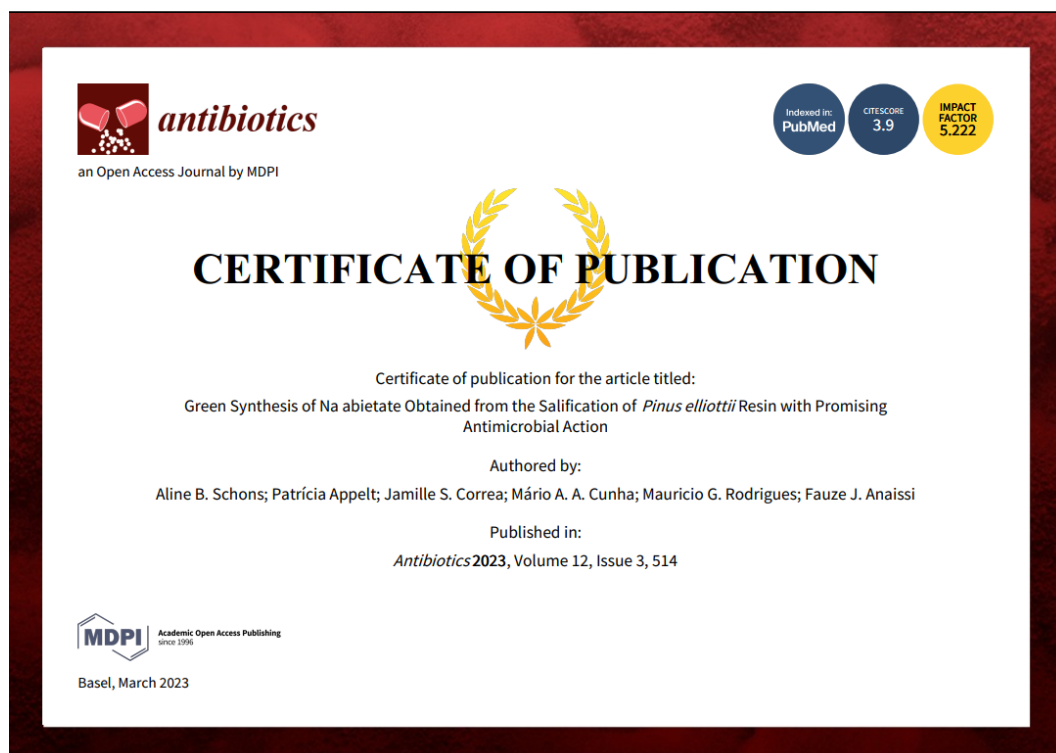 antibiotics
an Open Access Journal by MDPI
Indexed in:
PubMed
CITESCORE
3.9
IMPACT
FACTOR
5.222
CERTIFICATE OF PUBLICATION
Certificate of publication for the article titled:
Green Synthesis of Na abietate Obtained from the Salification of Pinus elliottii Resin with Promising
Antimicrobial Action
Authored by:
Aline B. Schons; Patrícia Appelt; Jamille S. Correa; Mário A. A. Cunha; Mauricio G. Rodrigues; Fauze J. Anaissi
Published in:
Antibiotics 2023, Volume 12, Issue 3, 514
MDPI
Academic Open Access Publishing
since 1996
Basel, March 2023